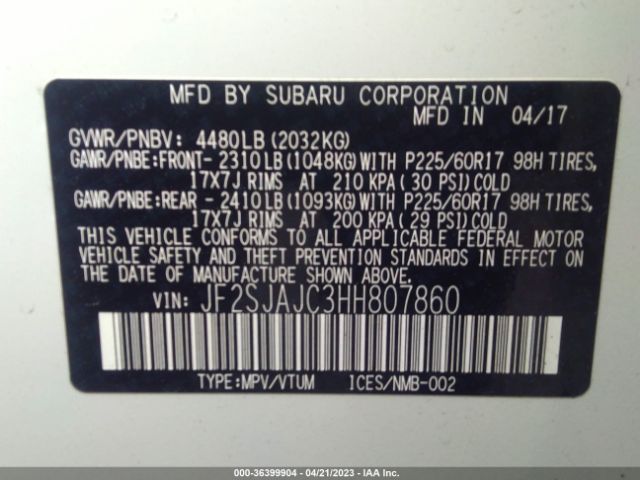 MFD BY SUBARU CORPORATION
MFD IN 04/17
GVWR/PNBV: 4480LB (2032KG)
GAWR/PNBE:FRONT- 2310LB(1048KG)WITH P225/60R17 98H TIRES,
17X7J RIMS AT 210 KPA( 30 PSI)COLD
GAWR/PNBE:REAR - 2410LB(1093KG)WITH P225/60R17 98H TIRES,
17X7J RIMS AT 200 KPA( 29 PSI)COLD
THIS VEHICLE CONFORMS TO ALL APPLICABLE FEDERAL MOTOR
VEHICLE SAFETY AND THEFT PREVENTION STANDARDS IN EFFECT ON
THE DATE OF MANUFACTURE SHOWN ABOVE.
VIN: JF2SJAJC3HH807860
TYPE:MPV/VTUM ICES/NMB-002
000-36399904 - 04/21/2023 - IAA Inc.